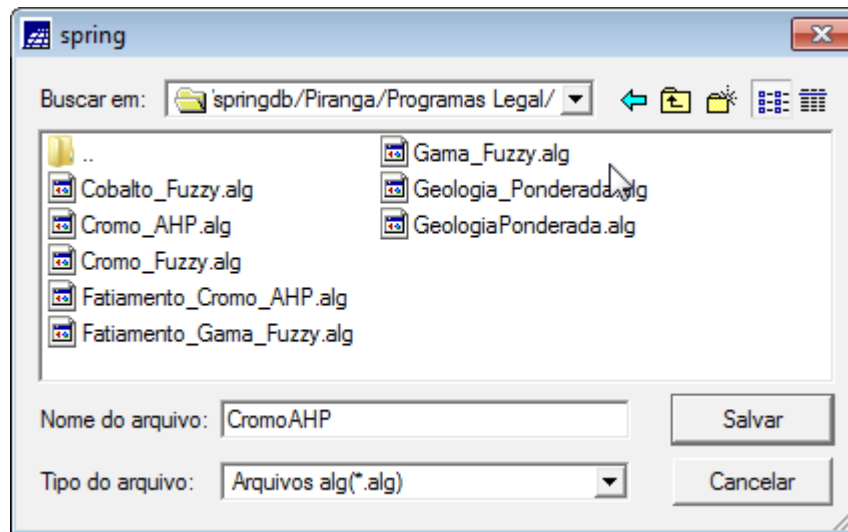 spring
Buscar em: 'springdb/Piranga/Programas Legal/
..
Cobalto_Fuzzy.alg
Cromo_AHP.alg
Cromo_Fuzzy.alg
Fatiamento_Cromo_AHP.alg
Fatiamento_Gama_Fuzzy.alg
Gama_Fuzzy.alg
Geologia_Ponderada.alg
GeologiaPonderada.alg
Nome do arquivo: CromoAHP
Salvar
Tipo do arquivo: Arquivos alg(*.alg)
Cancelar